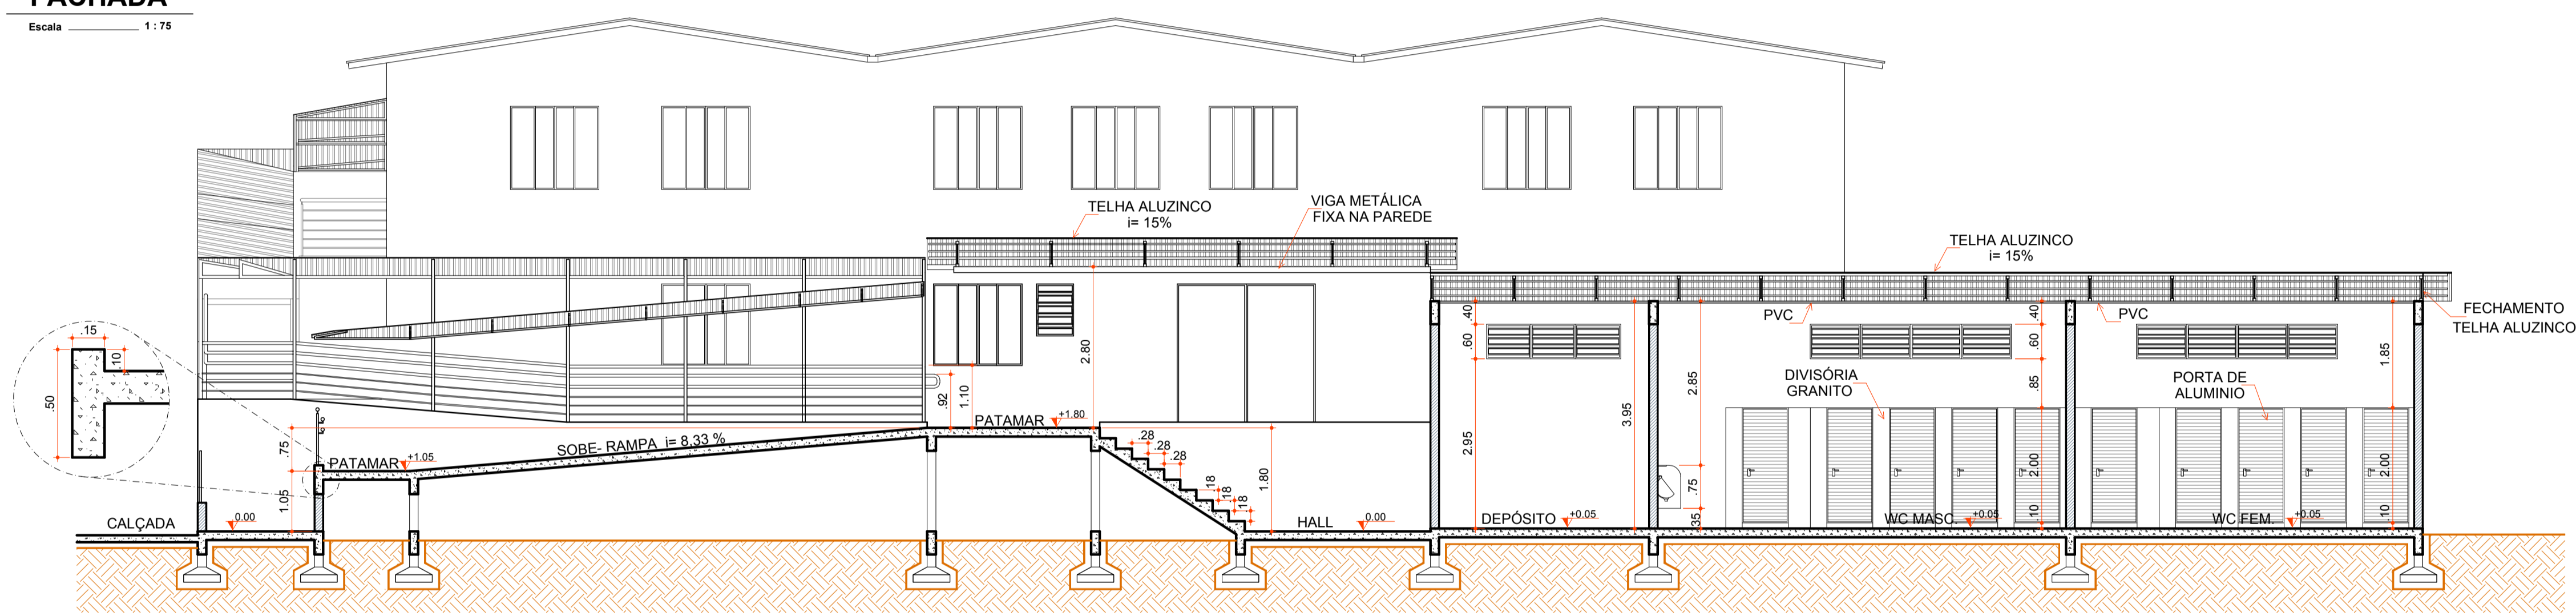 FACHADA
Escala 1 : 75
TELHA ALUZINCO
i= 15%
VIGA METÁLICA
FIXA NA PAREDE
TELHA ALUZINCO
i= 15%
FECHAMENTO
TELHA ALUZINCO
PVC
PVC
.15
.10
.50
.40
.60
2.95
3.95
2.85
.75
.35
.40
.60
.85
2.00
.10
1.85
2.00
.10
2.80
1.10
.92
DIVISÓRIA
GRANITO
PORTA DE
ALUMINIO
PATAMAR
+1.80
SOBE- RAMPA i= 8,33 %
PATAMAR
+1.05
.75
1.05
.28
.28
.28
.18
.18
.18
1.80
CALÇADA
0.00
HALL
0.00
DEPÓSITO
+0.05
WC MASC.
+0.05
WC FEM.
+0.05